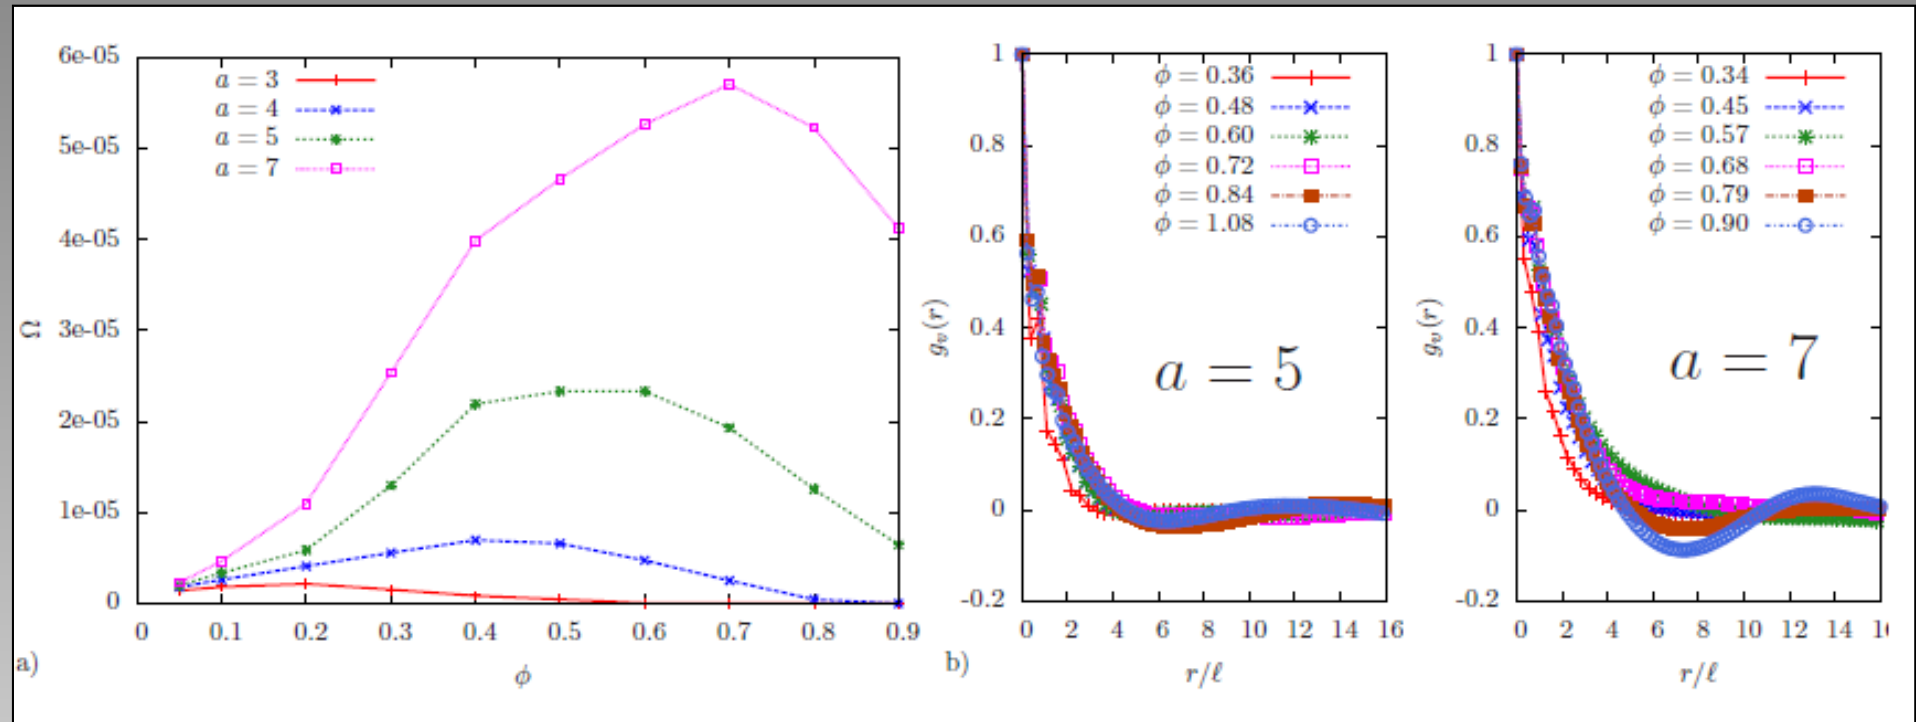 6e-05
5e-05
4e-05
3e-05
2e-05
1e-05
0
Ω
a = 3
a = 4
a = 5
a = 7
0 0.1 0.2 0.3 0.4 0.5 0.6 0.7 0.8 0.9
ϕ
a)
1
0.8
0.6
0.4
0.2
0
-0.2
g_v(r)
ϕ = 0.36
ϕ = 0.48
ϕ = 0.60
ϕ = 0.72
ϕ = 0.84
ϕ = 1.08
a = 5
0 2 4 6 8 10 12 14 16
r/ℓ
b)
1
0.8
0.6
0.4
0.2
0
-0.2
g_v(r)
ϕ = 0.34
ϕ = 0.45
ϕ = 0.57
ϕ = 0.68
ϕ = 0.79
ϕ = 0.90
a = 7
0 2 4 6 8 10 12 14 16
r/ℓ